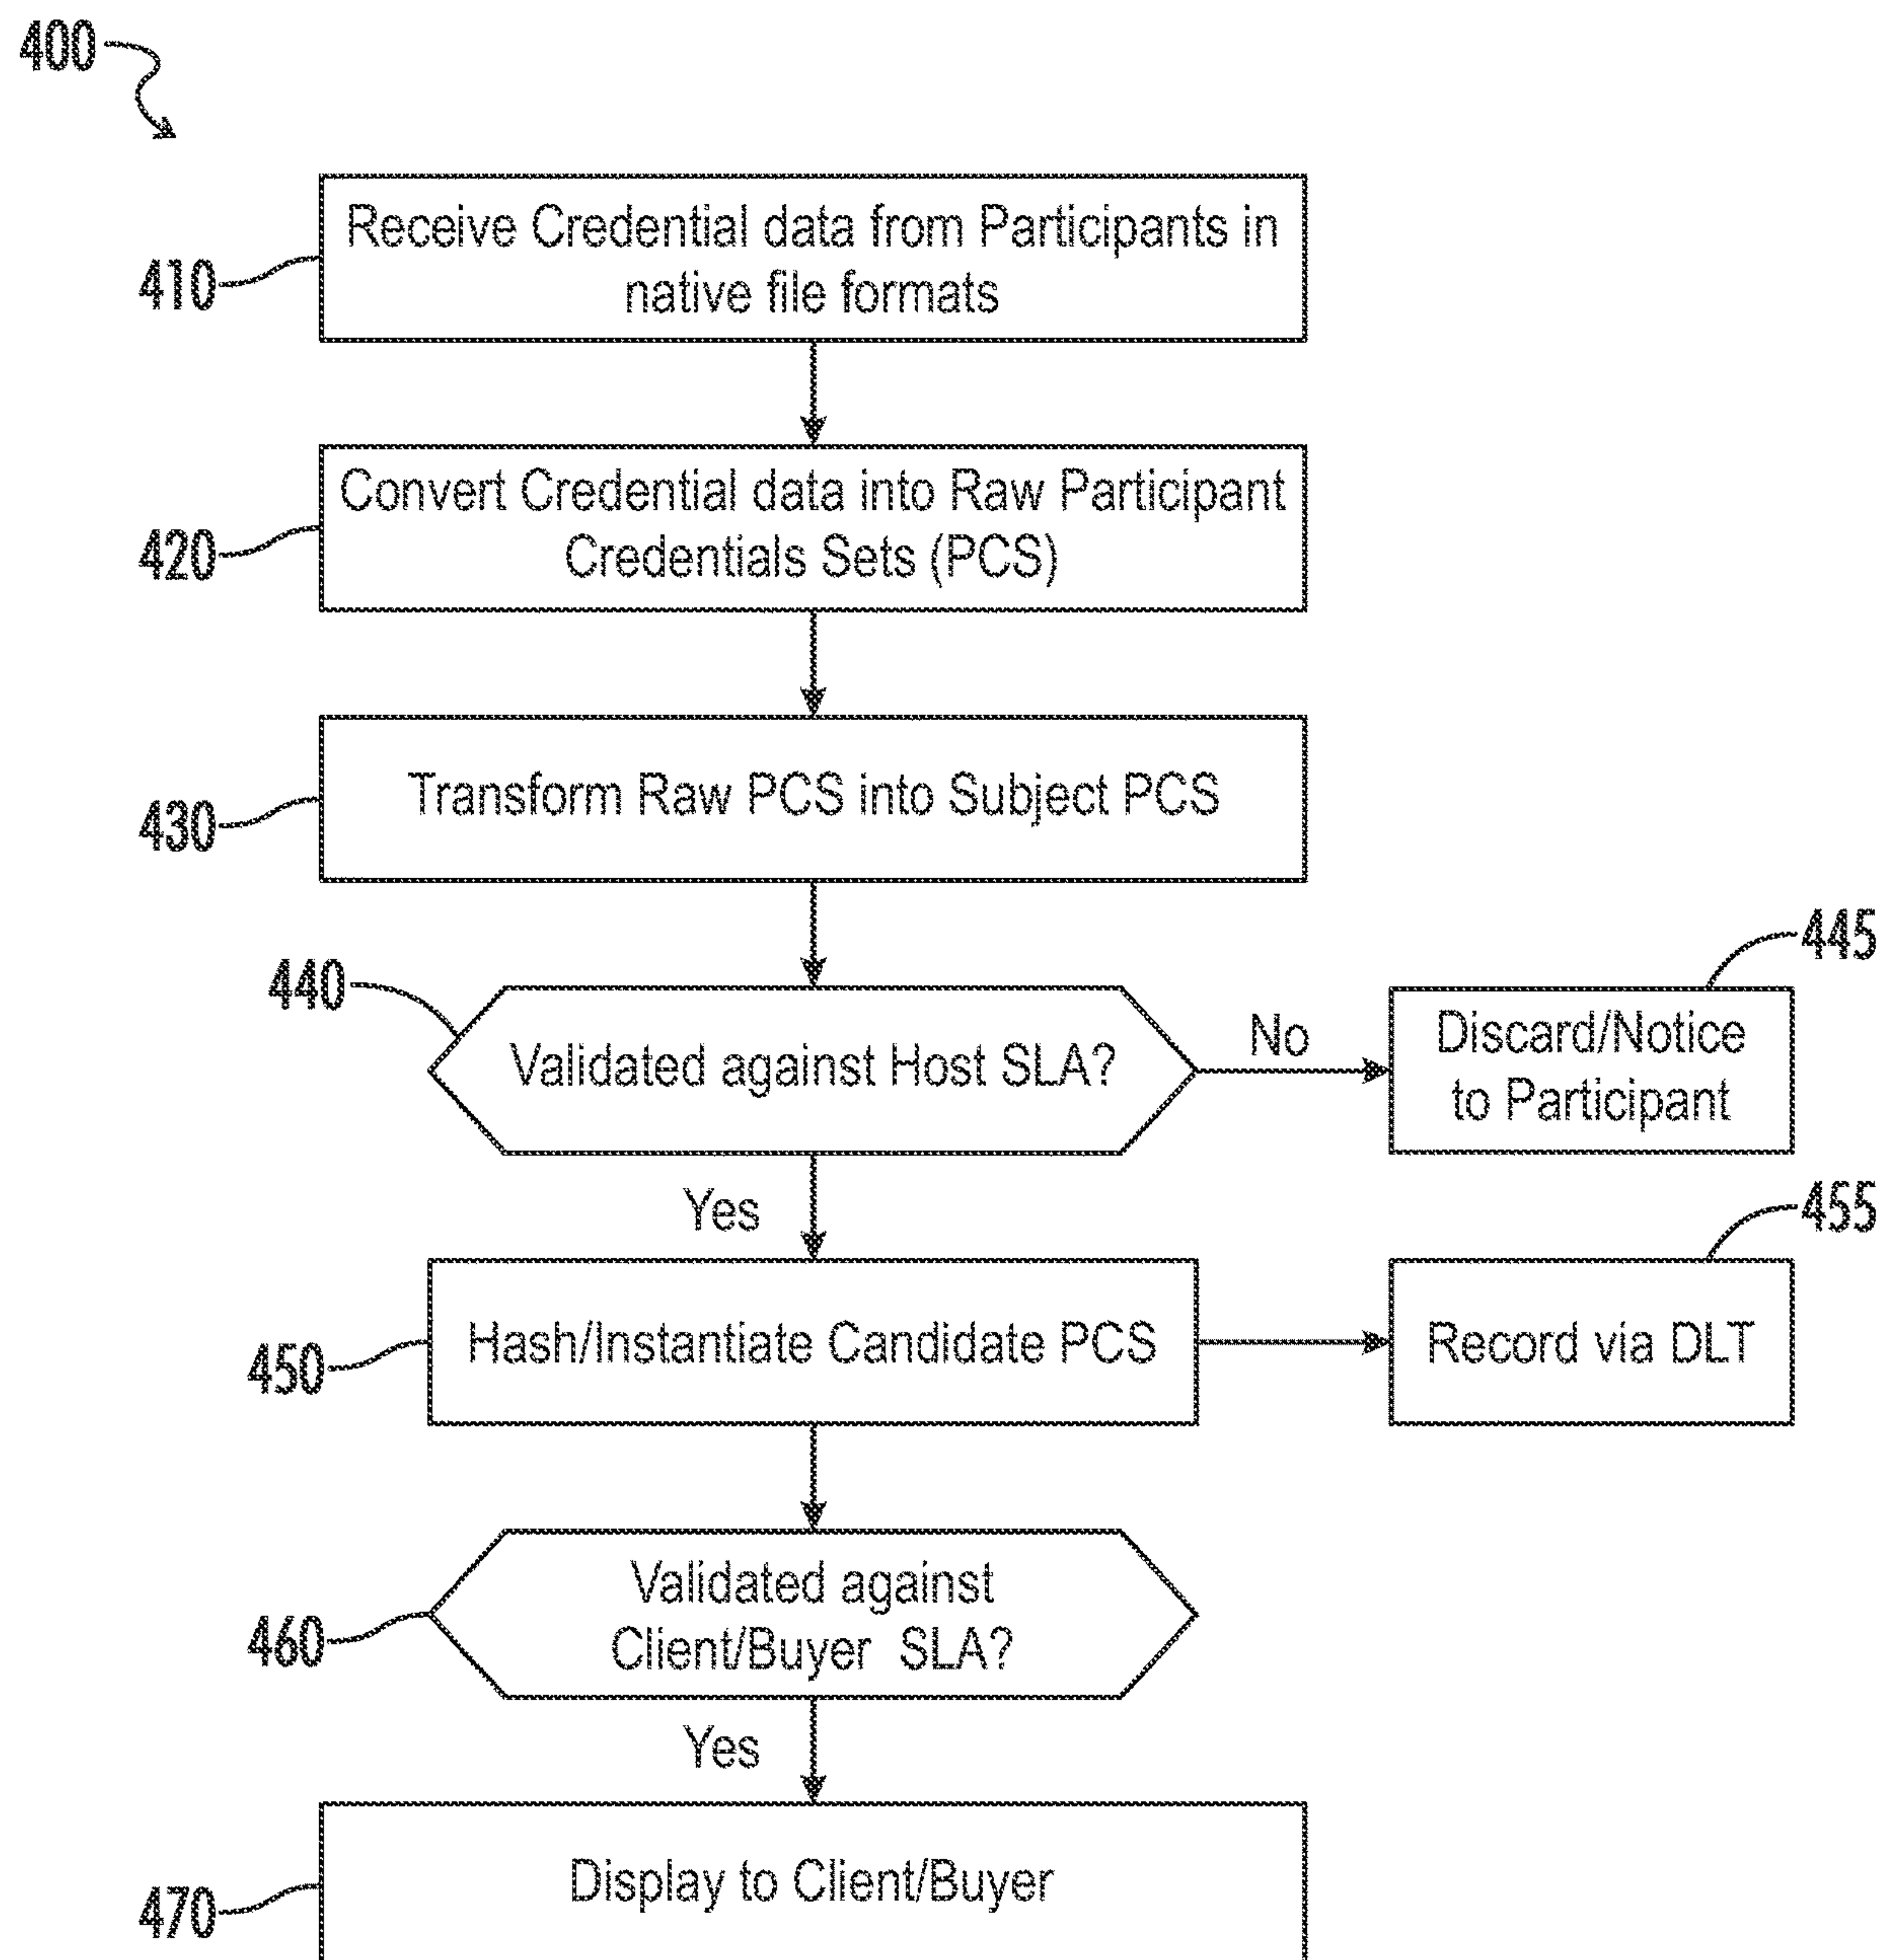 400
Receive Credential data from Participants in
native file formats
410
Convert Credential data into Raw Participant
Credentials Sets (PCS)
420
Transform Raw PCS into Subject PCS
430
440
Validated against Host SLA?
No
445
Discard/Notice
to Participant
Yes
455
Hash/Instantiate Candidate PCS
450
Record via DLT
Validated against
Client/Buyer SLA?
460
Yes
Display to Client/Buyer
470